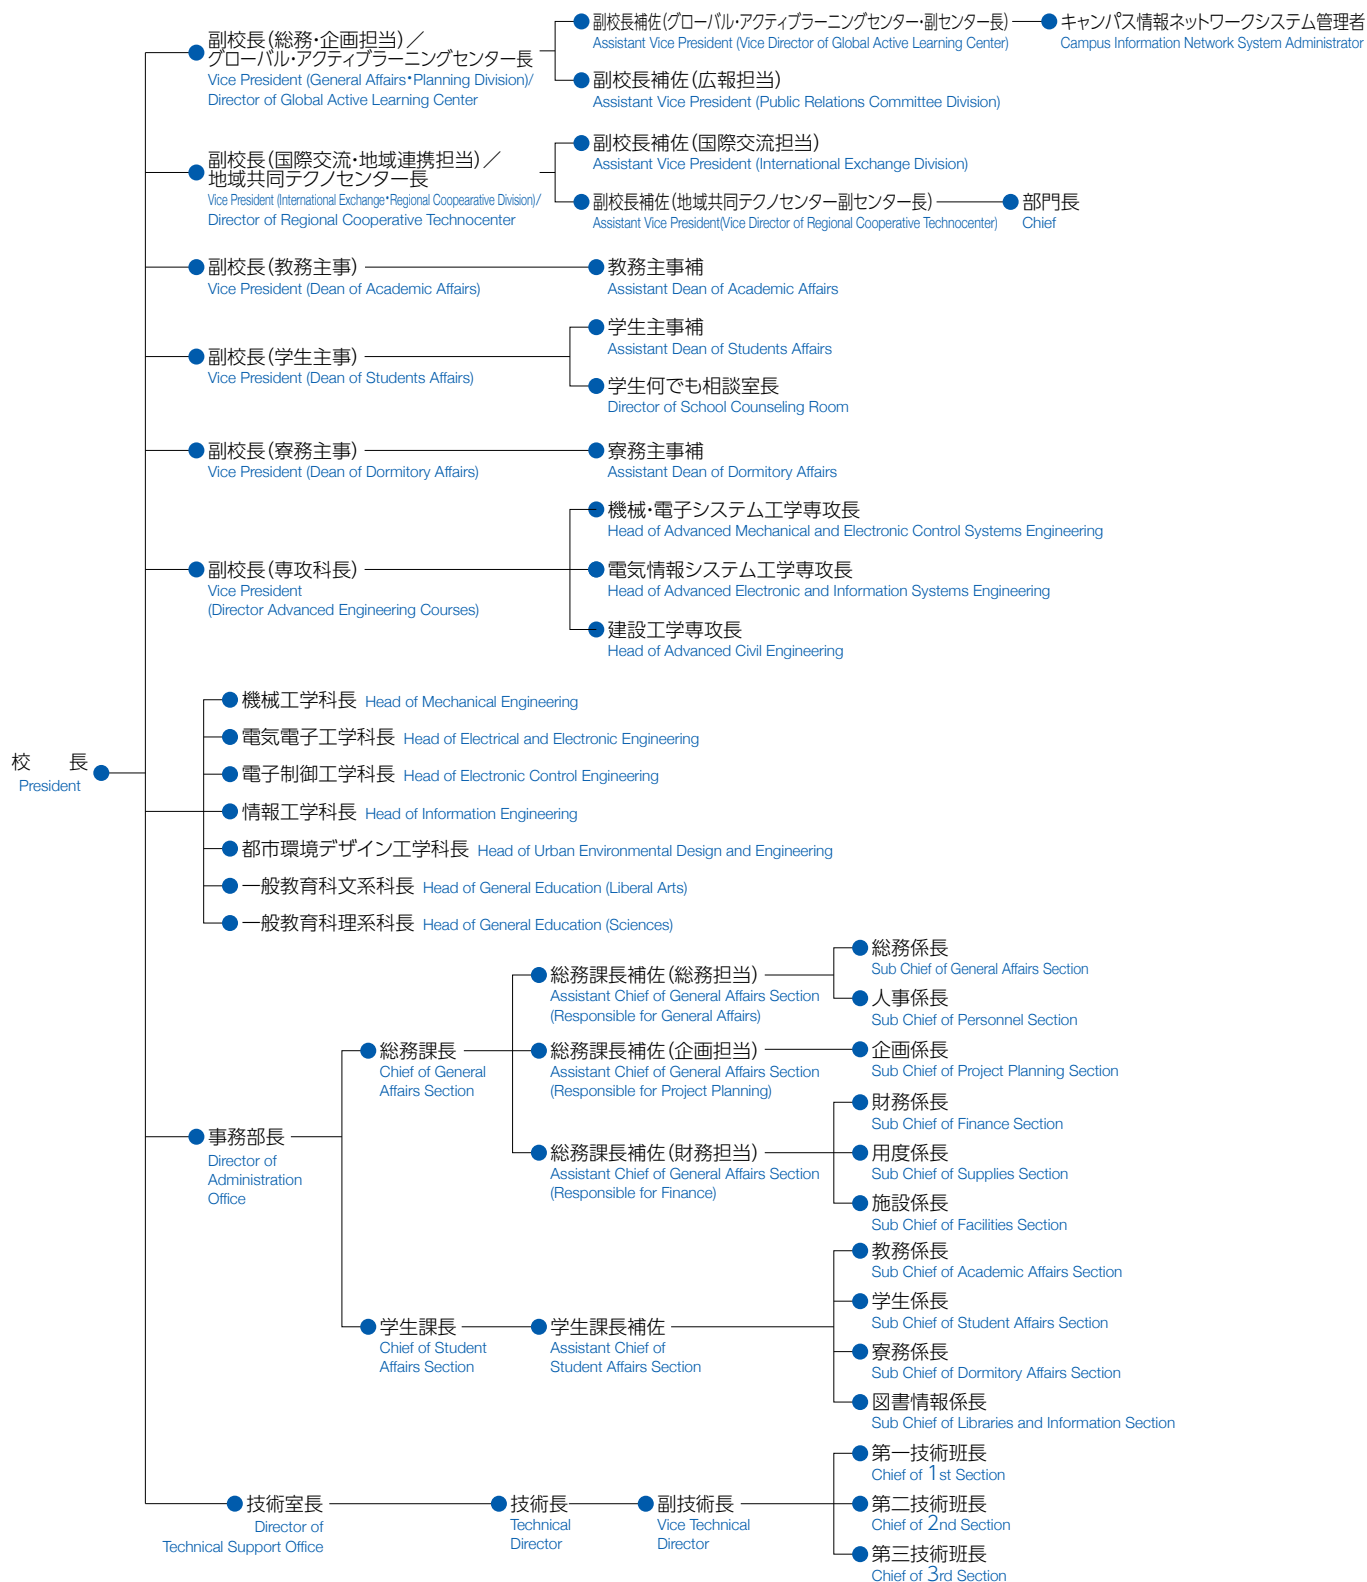 副校長(総務・企画担当)／
グローバル・アクティブラーニングセンター長
Vice President (General Affairs・Planning Division)/
Director of Global Active Learning Center
副校長補佐(グローバル・アクティブラーニングセンター・副センター長)
Assistant Vice President (Vice Director of Global Active Learning Center)
キャンパス情報ネットワークシステム管理者
Campus Information Network System Administrator
副校長補佐(広報担当)
Assistant Vice President (Public Relations Committee Division)
副校長(国際交流・地域連携担当)／
地域共同テクノセンター長
Vice President (International Exchange・Regional Coopearative Division)/
Director of Regional Cooperative Technocenter
副校長補佐(国際交流担当)
Assistant Vice President (International Exchange Division)
副校長補佐(地域共同テクノセンター副センター長)
Assistant Vice President(Vice Director of Regional Cooperative Technocenter)
部門長
Chief
副校長(教務主事)
Vice President (Dean of Academic Affairs)
教務主事補
Assistant Dean of Academic Affairs
副校長(学生主事)
Vice President (Dean of Students Affairs)
学生主事補
Assistant Dean of Students Affairs
学生何でも相談室長
Director of School Counseling Room
副校長(寮務主事)
Vice President (Dean of Dormitory Affairs)
寮務主事補
Assistant Dean of Dormitory Affairs
副校長(専攻科長)
Vice President
(Director Advanced Engineering Courses)
機械・電子システム工学専攻長
Head of Advanced Mechanical and Electronic Control Systems Engineering
電気情報システム工学専攻長
Head of Advanced Electronic and Information Systems Engineering
建設工学専攻長
Head of Advanced Civil Engineering
校　長
President
機械工学科長 Head of Mechanical Engineering
電気電子工学科長 Head of Electrical and Electronic Engineering
電子制御工学科長 Head of Electronic Control Engineering
情報工学科長 Head of Information Engineering
都市環境デザイン工学科長 Head of Urban Environmental Design and Engineering
一般教育科文系科長 Head of General Education (Liberal Arts)
一般教育科理系科長 Head of General Education (Sciences)
事務部長
Director of
Administration
Office
総務課長
Chief of General
Affairs Section
総務課長補佐(総務担当)
Assistant Chief of General Affairs Section
(Responsible for General Affairs)
総務係長
Sub Chief of General Affairs Section
人事係長
Sub Chief of Personnel Section
総務課長補佐(企画担当)
Assistant Chief of General Affairs Section
(Responsible for Project Planning)
企画係長
Sub Chief of Project Planning Section
総務課長補佐(財務担当)
Assistant Chief of General Affairs Section
(Responsible for Finance)
財務係長
Sub Chief of Finance Section
用度係長
Sub Chief of Supplies Section
施設係長
Sub Chief of Facilities Section
学生課長
Chief of Student
Affairs Section
学生課長補佐
Assistant Chief of
Student Affairs Section
教務係長
Sub Chief of Academic Affairs Section
学生係長
Sub Chief of Student Affairs Section
寮務係長
Sub Chief of Dormitory Affairs Section
図書情報係長
Sub Chief of Libraries and Information Section
技術室長
Director of
Technical Support Office
技術長
Technical
Director
副技術長
Vice Technical
Director
第一技術班長
Chief of 1st Section
第二技術班長
Chief of 2nd Section
第三技術班長
Chief of 3rd Section